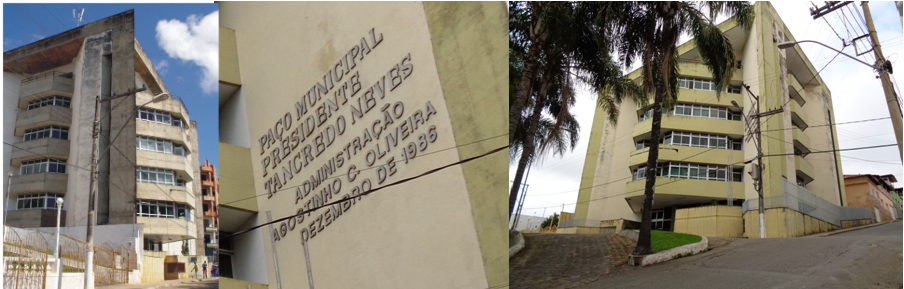 PAÇO MUNICIPAL
PRESIDENTE
TANCREDO NEVES
ADMINISTRAÇÃO
AGOSTINHO C. OLIVEIRA
DEZEMBRO DE 1986